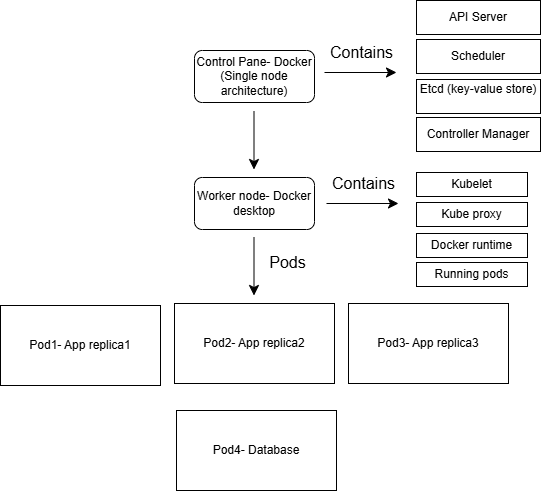 API Server
Contains
Control Pane- Docker
(Single node
architecture)
Scheduler
Etcd (key-value store)
Controller Manager
Contains
Worker node- Docker
desktop
Kubelet
Kube proxy
Docker runtime
Running pods
Pods
Pod1- App replica1
Pod2- App replica2
Pod3- App replica3
Pod4- Database